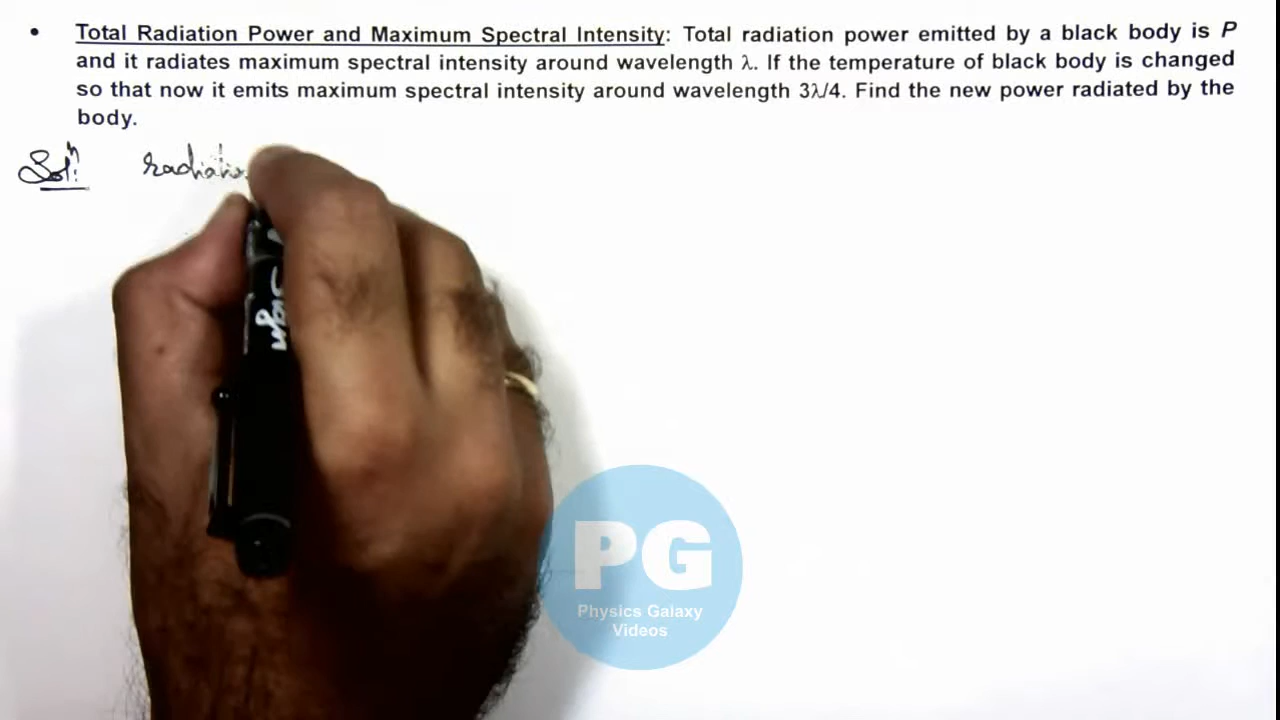 • Total Radiation Power and Maximum Spectral Intensity: Total radiation power emitted by a black body is P
and it radiates maximum spectral intensity around wavelength λ. If the temperature of black body is changed
so that now it emits maximum spectral intensity around wavelength 3λ/4. Find the new power radiated by the
body.
Solⁿ:
PG
Physics Galaxy
Videos